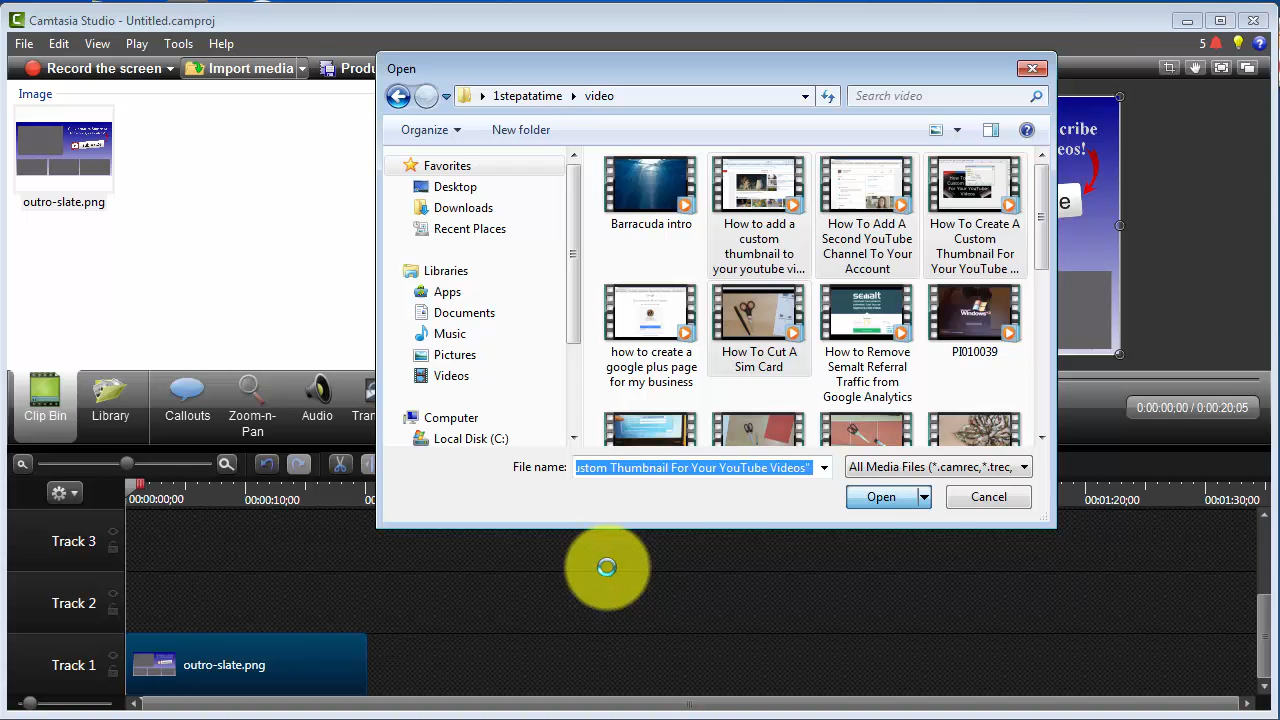 Camtasia Studio - Untitled.camproj
File Edit View Play Tools Help
5
Record the screen
Import media
Produ
Image
outro-slate.png
cribe
os!
e
Open
1stepatatime
video
Search video
Organize
New folder
Favorites
Desktop
Downloads
Recent Places
Libraries
Apps
Documents
Music
Pictures
Videos
Computer
Local Disk (C:)
Barracuda intro
How to add a
custom
thumbnail to
your youtube vi...
How To Add A
Second YouTube
Channel To Your
Account
How To Create A
Custom
Thumbnail For
Your YouTube ...
how to create a
google plus page
for my business
How To Cut A
Sim Card
semalt
How to Remove
Semalt Referral
Traffic from
Google Analytics
Windows
PI010039
File name:
ustom Thumbnail For Your YouTube Videos"
All Media Files (*.camrec,*.trec,
Open
Cancel
Clip Bin
Library
Callouts
Zoom-n-
Pan
Audio
Tran
0:00:00;00 / 0:00:20;05
00:00:00;00
00:00:10;00
00:01:20;00
00:01:30;00
Track 3
Track 2
Track 1
outro-slate.png